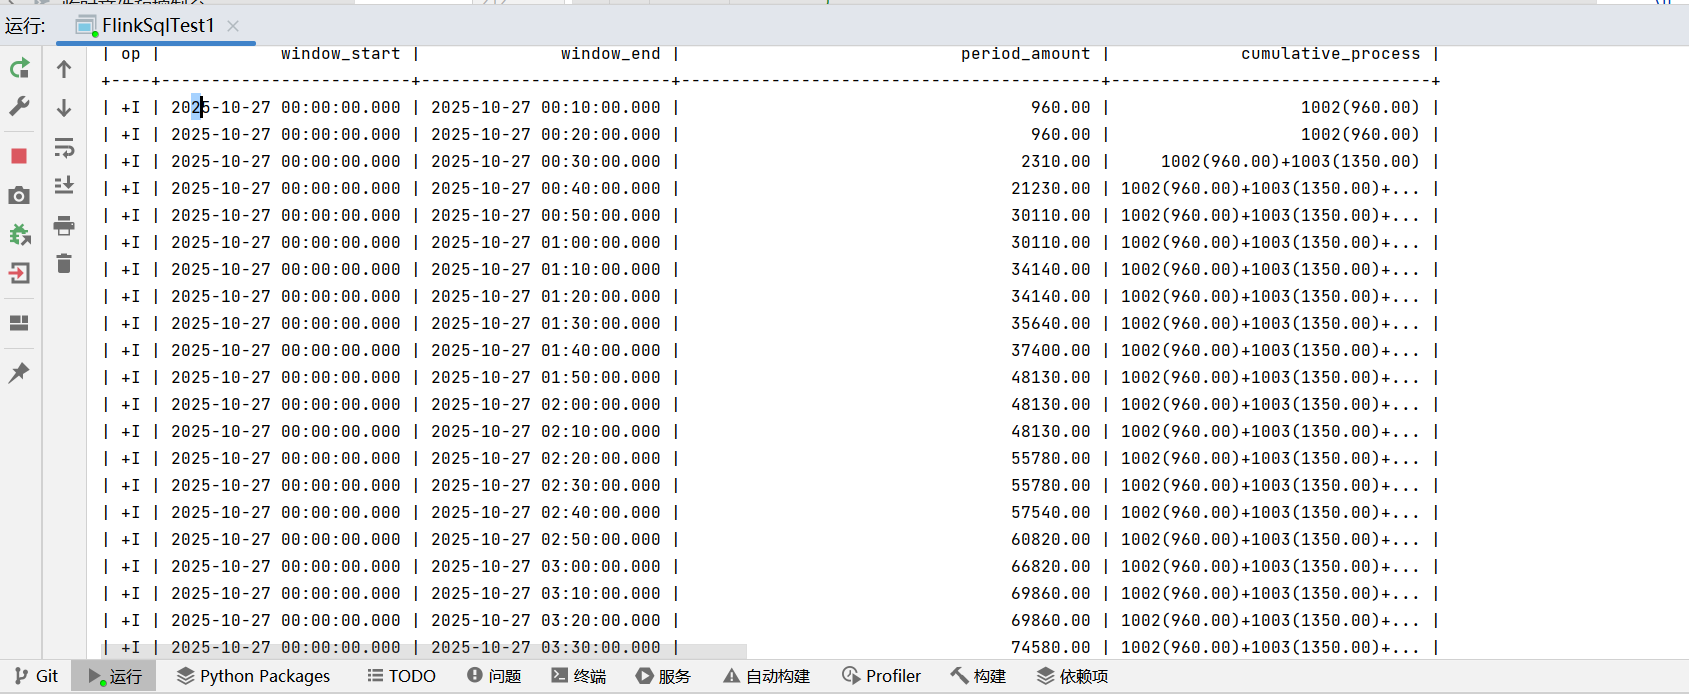 运行: FlinkSqlTest1
| op | window_start | window_end | period_amount | cumulative_process |
+----+-------------------------+-------------------------+------------------------------------------+--------------------------------+
| +I | 2025-10-27 00:00:00.000 | 2025-10-27 00:10:00.000 | 960.00 | 1002(960.00) |
| +I | 2025-10-27 00:00:00.000 | 2025-10-27 00:20:00.000 | 960.00 | 1002(960.00) |
| +I | 2025-10-27 00:00:00.000 | 2025-10-27 00:30:00.000 | 2310.00 | 1002(960.00)+1003(1350.00) |
| +I | 2025-10-27 00:00:00.000 | 2025-10-27 00:40:00.000 | 21230.00 | 1002(960.00)+1003(1350.00)+... |
| +I | 2025-10-27 00:00:00.000 | 2025-10-27 00:50:00.000 | 30110.00 | 1002(960.00)+1003(1350.00)+... |
| +I | 2025-10-27 00:00:00.000 | 2025-10-27 01:00:00.000 | 30110.00 | 1002(960.00)+1003(1350.00)+... |
| +I | 2025-10-27 00:00:00.000 | 2025-10-27 01:10:00.000 | 34140.00 | 1002(960.00)+1003(1350.00)+... |
| +I | 2025-10-27 00:00:00.000 | 2025-10-27 01:20:00.000 | 34140.00 | 1002(960.00)+1003(1350.00)+... |
| +I | 2025-10-27 00:00:00.000 | 2025-10-27 01:30:00.000 | 35640.00 | 1002(960.00)+1003(1350.00)+... |
| +I | 2025-10-27 00:00:00.000 | 2025-10-27 01:40:00.000 | 37400.00 | 1002(960.00)+1003(1350.00)+... |
| +I | 2025-10-27 00:00:00.000 | 2025-10-27 01:50:00.000 | 48130.00 | 1002(960.00)+1003(1350.00)+... |
| +I | 2025-10-27 00:00:00.000 | 2025-10-27 02:00:00.000 | 48130.00 | 1002(960.00)+1003(1350.00)+... |
| +I | 2025-10-27 00:00:00.000 | 2025-10-27 02:10:00.000 | 48130.00 | 1002(960.00)+1003(1350.00)+... |
| +I | 2025-10-27 00:00:00.000 | 2025-10-27 02:20:00.000 | 55780.00 | 1002(960.00)+1003(1350.00)+... |
| +I | 2025-10-27 00:00:00.000 | 2025-10-27 02:30:00.000 | 55780.00 | 1002(960.00)+1003(1350.00)+... |
| +I | 2025-10-27 00:00:00.000 | 2025-10-27 02:40:00.000 | 57540.00 | 1002(960.00)+1003(1350.00)+... |
| +I | 2025-10-27 00:00:00.000 | 2025-10-27 02:50:00.000 | 60820.00 | 1002(960.00)+1003(1350.00)+... |
| +I | 2025-10-27 00:00:00.000 | 2025-10-27 03:00:00.000 | 66820.00 | 1002(960.00)+1003(1350.00)+... |
| +I | 2025-10-27 00:00:00.000 | 2025-10-27 03:10:00.000 | 69860.00 | 1002(960.00)+1003(1350.00)+... |
| +I | 2025-10-27 00:00:00.000 | 2025-10-27 03:20:00.000 | 69860.00 | 1002(960.00)+1003(1350.00)+... |
| +I | 2025-10-27 00:00:00.000 | 2025-10-27 03:30:00.000 | 74580.00 | 1002(960.00)+1003(1350.00)+... |
Git 运行 Python Packages TODO 问题 终端 服务 自动构建 Profiler 构建 依赖项